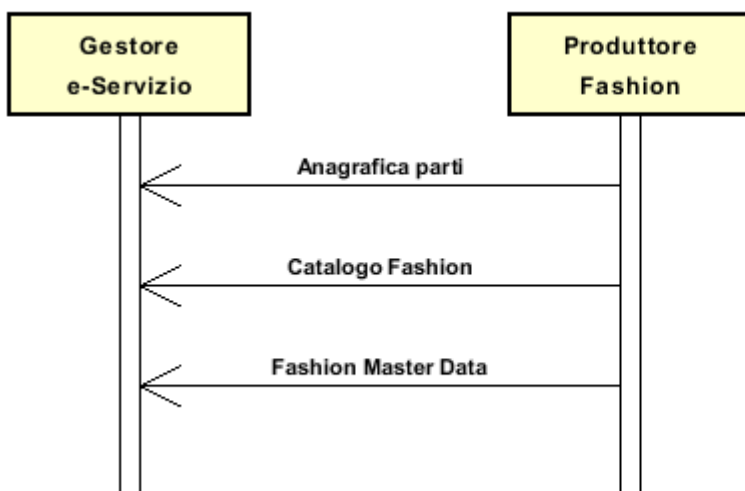 Gestore
e-Servizio
Produttore
Fashion
Anagrafica parti
Catalogo Fashion
Fashion Master Data